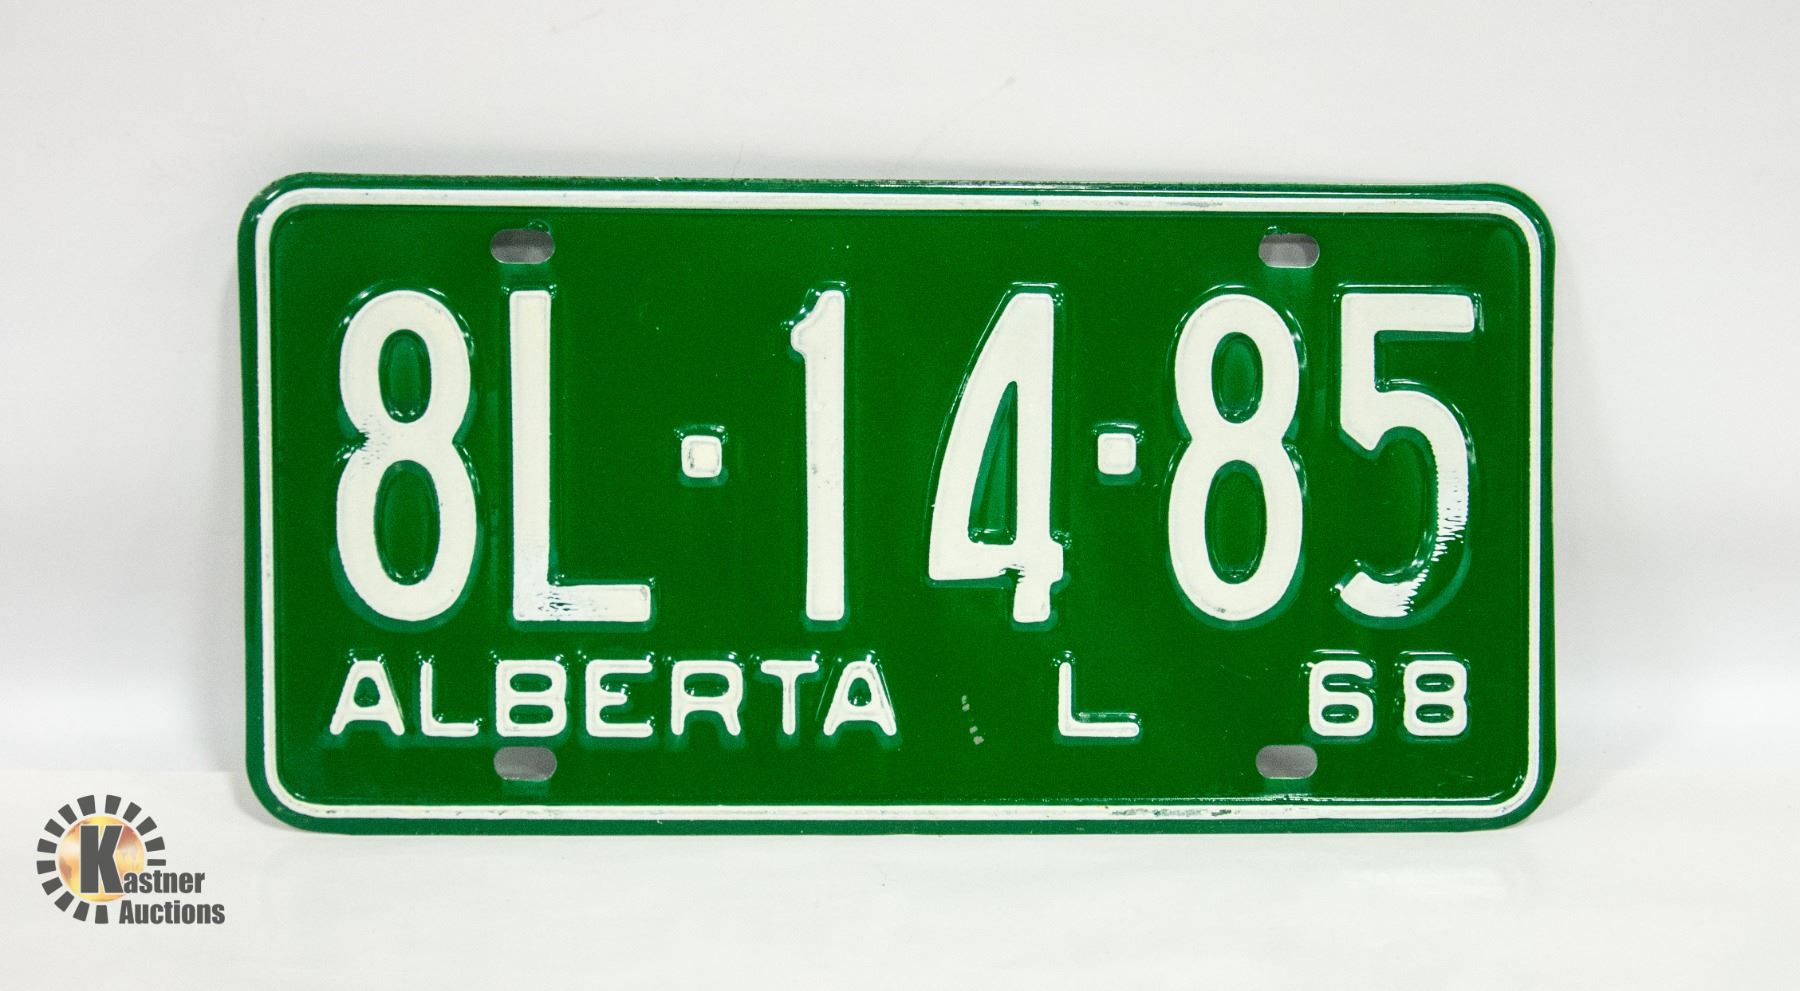 8L·14·85
ALBERTA L 68
Kastner
Auctions